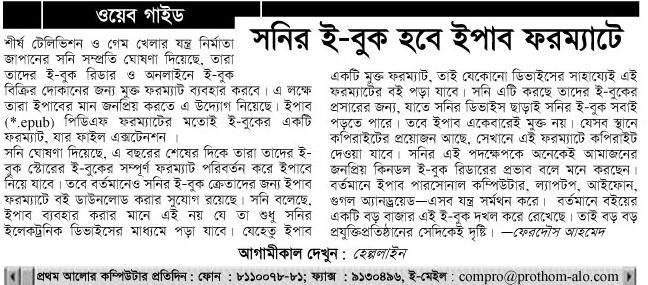 ওয়েব গাইড
সনির ই-বুক হবে ইপাব ফরম্যাটে
শীর্ষ টেলিভিশন ও গেম খেলার যন্ত্র নির্মাতা
জাপানের সনি সম্প্রতি ঘোষণা দিয়েছে, তারা
তাদের ই-বুক রিডার ও অনলাইনে ই-বুক
বিক্রির দোকানের জন্য মুক্ত ফরম্যাট ব্যবহার করবে। এ লক্ষে
তারা ইপাবের মান জনপ্রিয় করতে এ উদ্যোগ নিয়েছে। ইপাব
(*.epub) পিডিএফ ফরম্যাটের মতোই ই-বুকের একটি
ফরম্যাট, যার ফাইল এক্সটেনশন ।
সনি ঘোষণা দিয়েছে, এ বছরের শেষের দিকে তারা তাদের ই-
বুক স্টোরের ই-বুকের সম্পূর্ণ ফরম্যাট পরিবর্তন করে ইপাবে
নিয়ে যাবে। তবে বর্তমানেও সনির ই-বুক ক্রেতাদের জন্য ইপাব
ফরম্যাটে বই ডাউনলোড করার সুযোগ রয়েছে। সনি বলেছে,
ইপাব ব্যবহার করার মানে এই নয় যে তা শুধু সনির
ইলেকট্রনিক ডিভাইসের মাধ্যমে পড়া যাবে। যেহেতু ইপাব
একটি মুক্ত ফরম্যাট, তাই যেকোনো ডিভাইসের সাহায্যেই এই
ফরম্যাটের বই পড়া যাবে। সনি এটি করছে তাদের ই-বুকের
প্রসারের জন্য, যাতে সনির ডিভাইস ছাড়াই সনির ই-বুক সবাই
পড়তে পারে। তবে ইপাব একেবারেই মুক্ত নয়। যেসব স্থানে
কপিরাইটের প্রয়োজন আছে, সেখানে এই ফরম্যাটে কপিরাইট
দেওয়া যাবে। সনির এই পদক্ষেপকে অনেকেই আমাজনের
জনপ্রিয় কিনডল ই-বুক রিডারের প্রভাব বলে মনে করছেন।
বর্তমানে ইপাব পারসোনাল কম্পিউটার, ল্যাপটপ, আইফোন,
গুগল অ্যানড্রয়েড—এসব যন্ত্র সমর্থন করে। বর্তমানে বইয়ের
একটি বড় বাজার এই ই-বুক দখল করে রেখেছে। তাই বড় বড়
প্রযুক্তিপ্রতিষ্ঠানের সেদিকেই দৃষ্টি। —ফেরদৌস আহমেদ
আগামীকাল দেখুন : হেল্পলাইন
প্রথম আলোর কম্পিউটার প্রতিদিন : ফোন : ৮১১০০৭৮-৮১; ফ্যাক্স : ৯১৩০৪৯৬, ই-মেইল : compro@prothom-alo.com